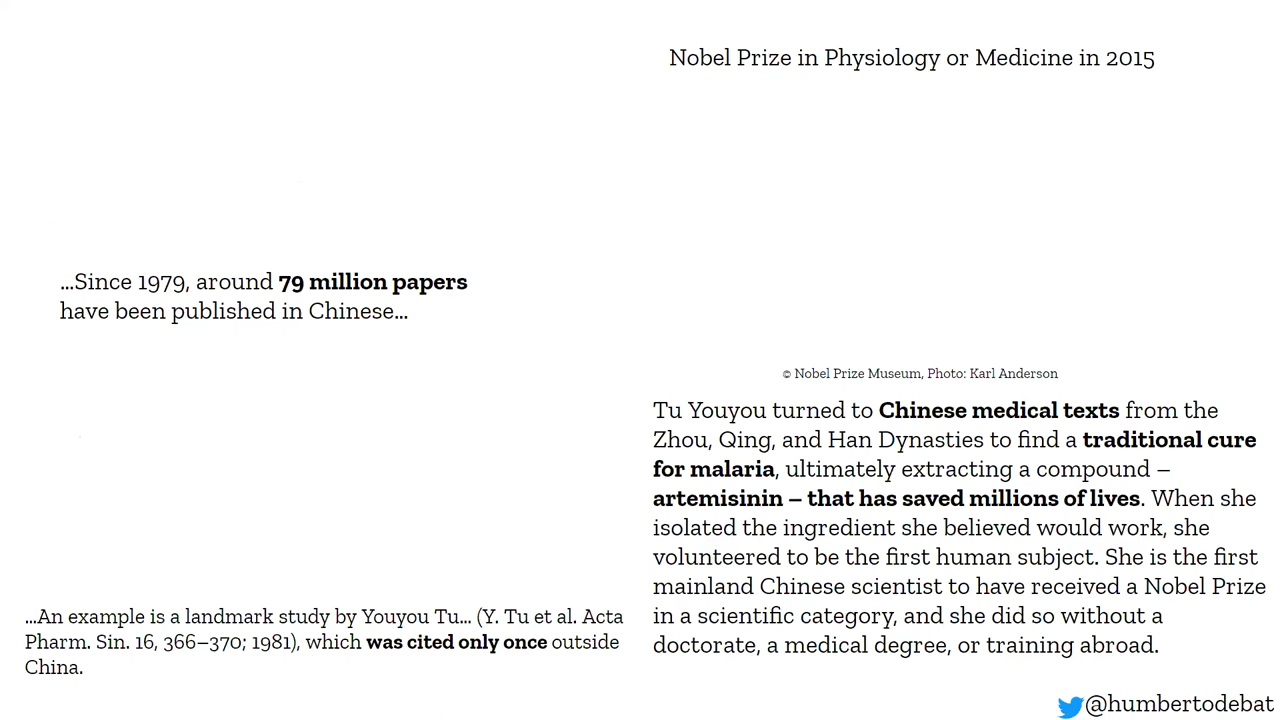 Nobel Prize in Physiology or Medicine in 2015
...Since 1979, around 79 million papers
have been published in Chinese...
© Nobel Prize Museum, Photo: Karl Anderson
Tu Youyou turned to Chinese medical texts from the
Zhou, Qing, and Han Dynasties to find a traditional cure
for malaria, ultimately extracting a compound –
artemisinin – that has saved millions of lives. When she
isolated the ingredient she believed would work, she
volunteered to be the first human subject. She is the first
mainland Chinese scientist to have received a Nobel Prize
in a scientific category, and she did so without a
doctorate, a medical degree, or training abroad.
...An example is a landmark study by Youyou Tu... (Y. Tu et al. Acta
Pharm. Sin. 16, 366–370; 1981), which was cited only once outside
China.
@humbertodebat